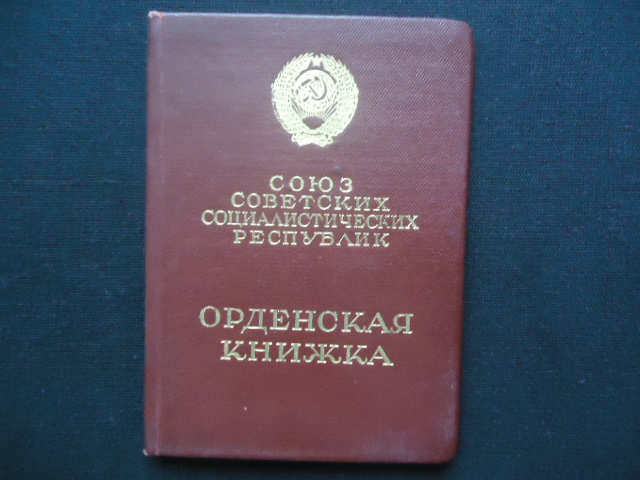 СОЮЗ
СОВЕТСКИХ
СОЦИАЛИСТИЧЕСКИХ
РЕСПУБЛИК
ОРДЕНСКАЯ
КНИЖКА